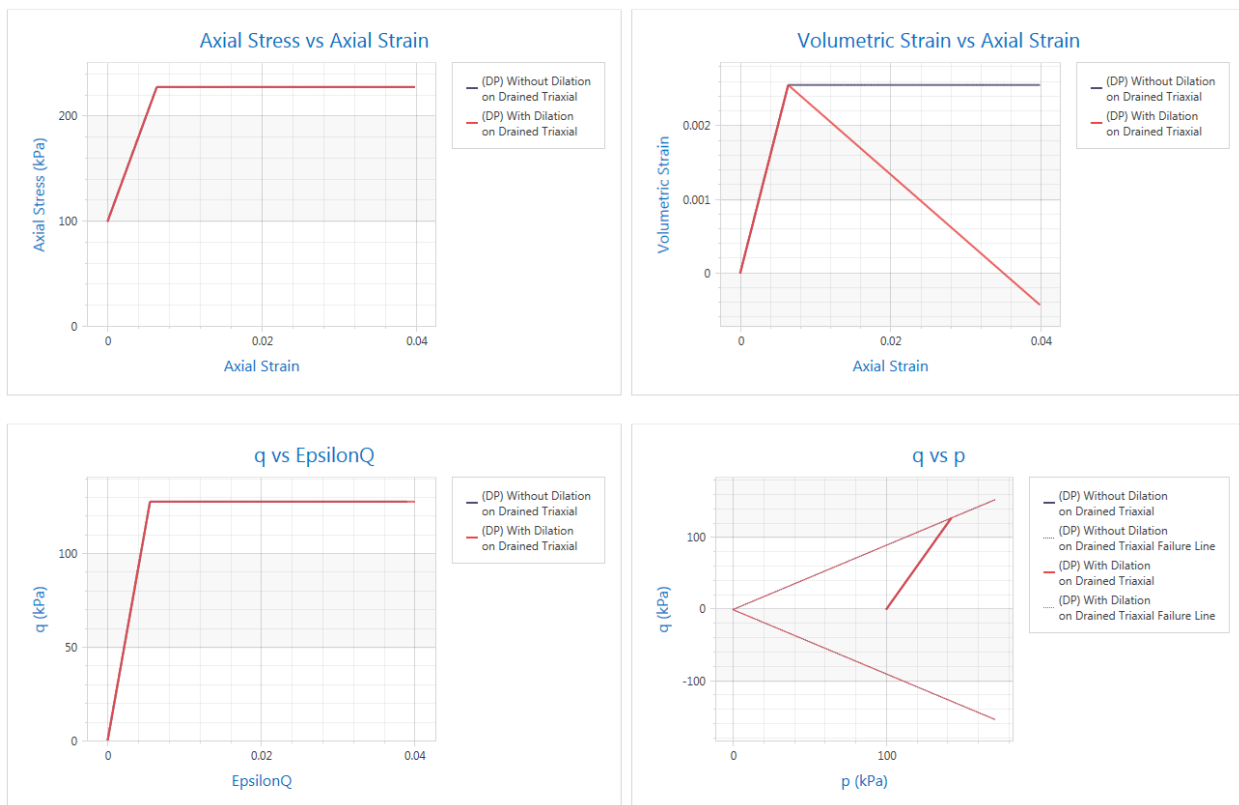 Axial Stress vs Axial Strain
Axial Stress (kPa)
200
100
0
0
0.02
0.04
Axial Strain
(DP) Without Dilation
on Drained Triaxial
(DP) With Dilation
on Drained Triaxial
Volumetric Strain vs Axial Strain
Volumetric Strain
0.002
0.001
0
0
0.02
0.04
Axial Strain
(DP) Without Dilation
on Drained Triaxial
(DP) With Dilation
on Drained Triaxial
q vs EpsilonQ
q (kPa)
100
50
0
0
0.02
0.04
EpsilonQ
(DP) Without Dilation
on Drained Triaxial
(DP) With Dilation
on Drained Triaxial
q vs p
q (kPa)
100
0
-100
0
100
p (kPa)
(DP) Without Dilation
on Drained Triaxial
(DP) Without Dilation
on Drained Triaxial Failure Line
(DP) With Dilation
on Drained Triaxial
(DP) With Dilation
on Drained Triaxial Failure Line